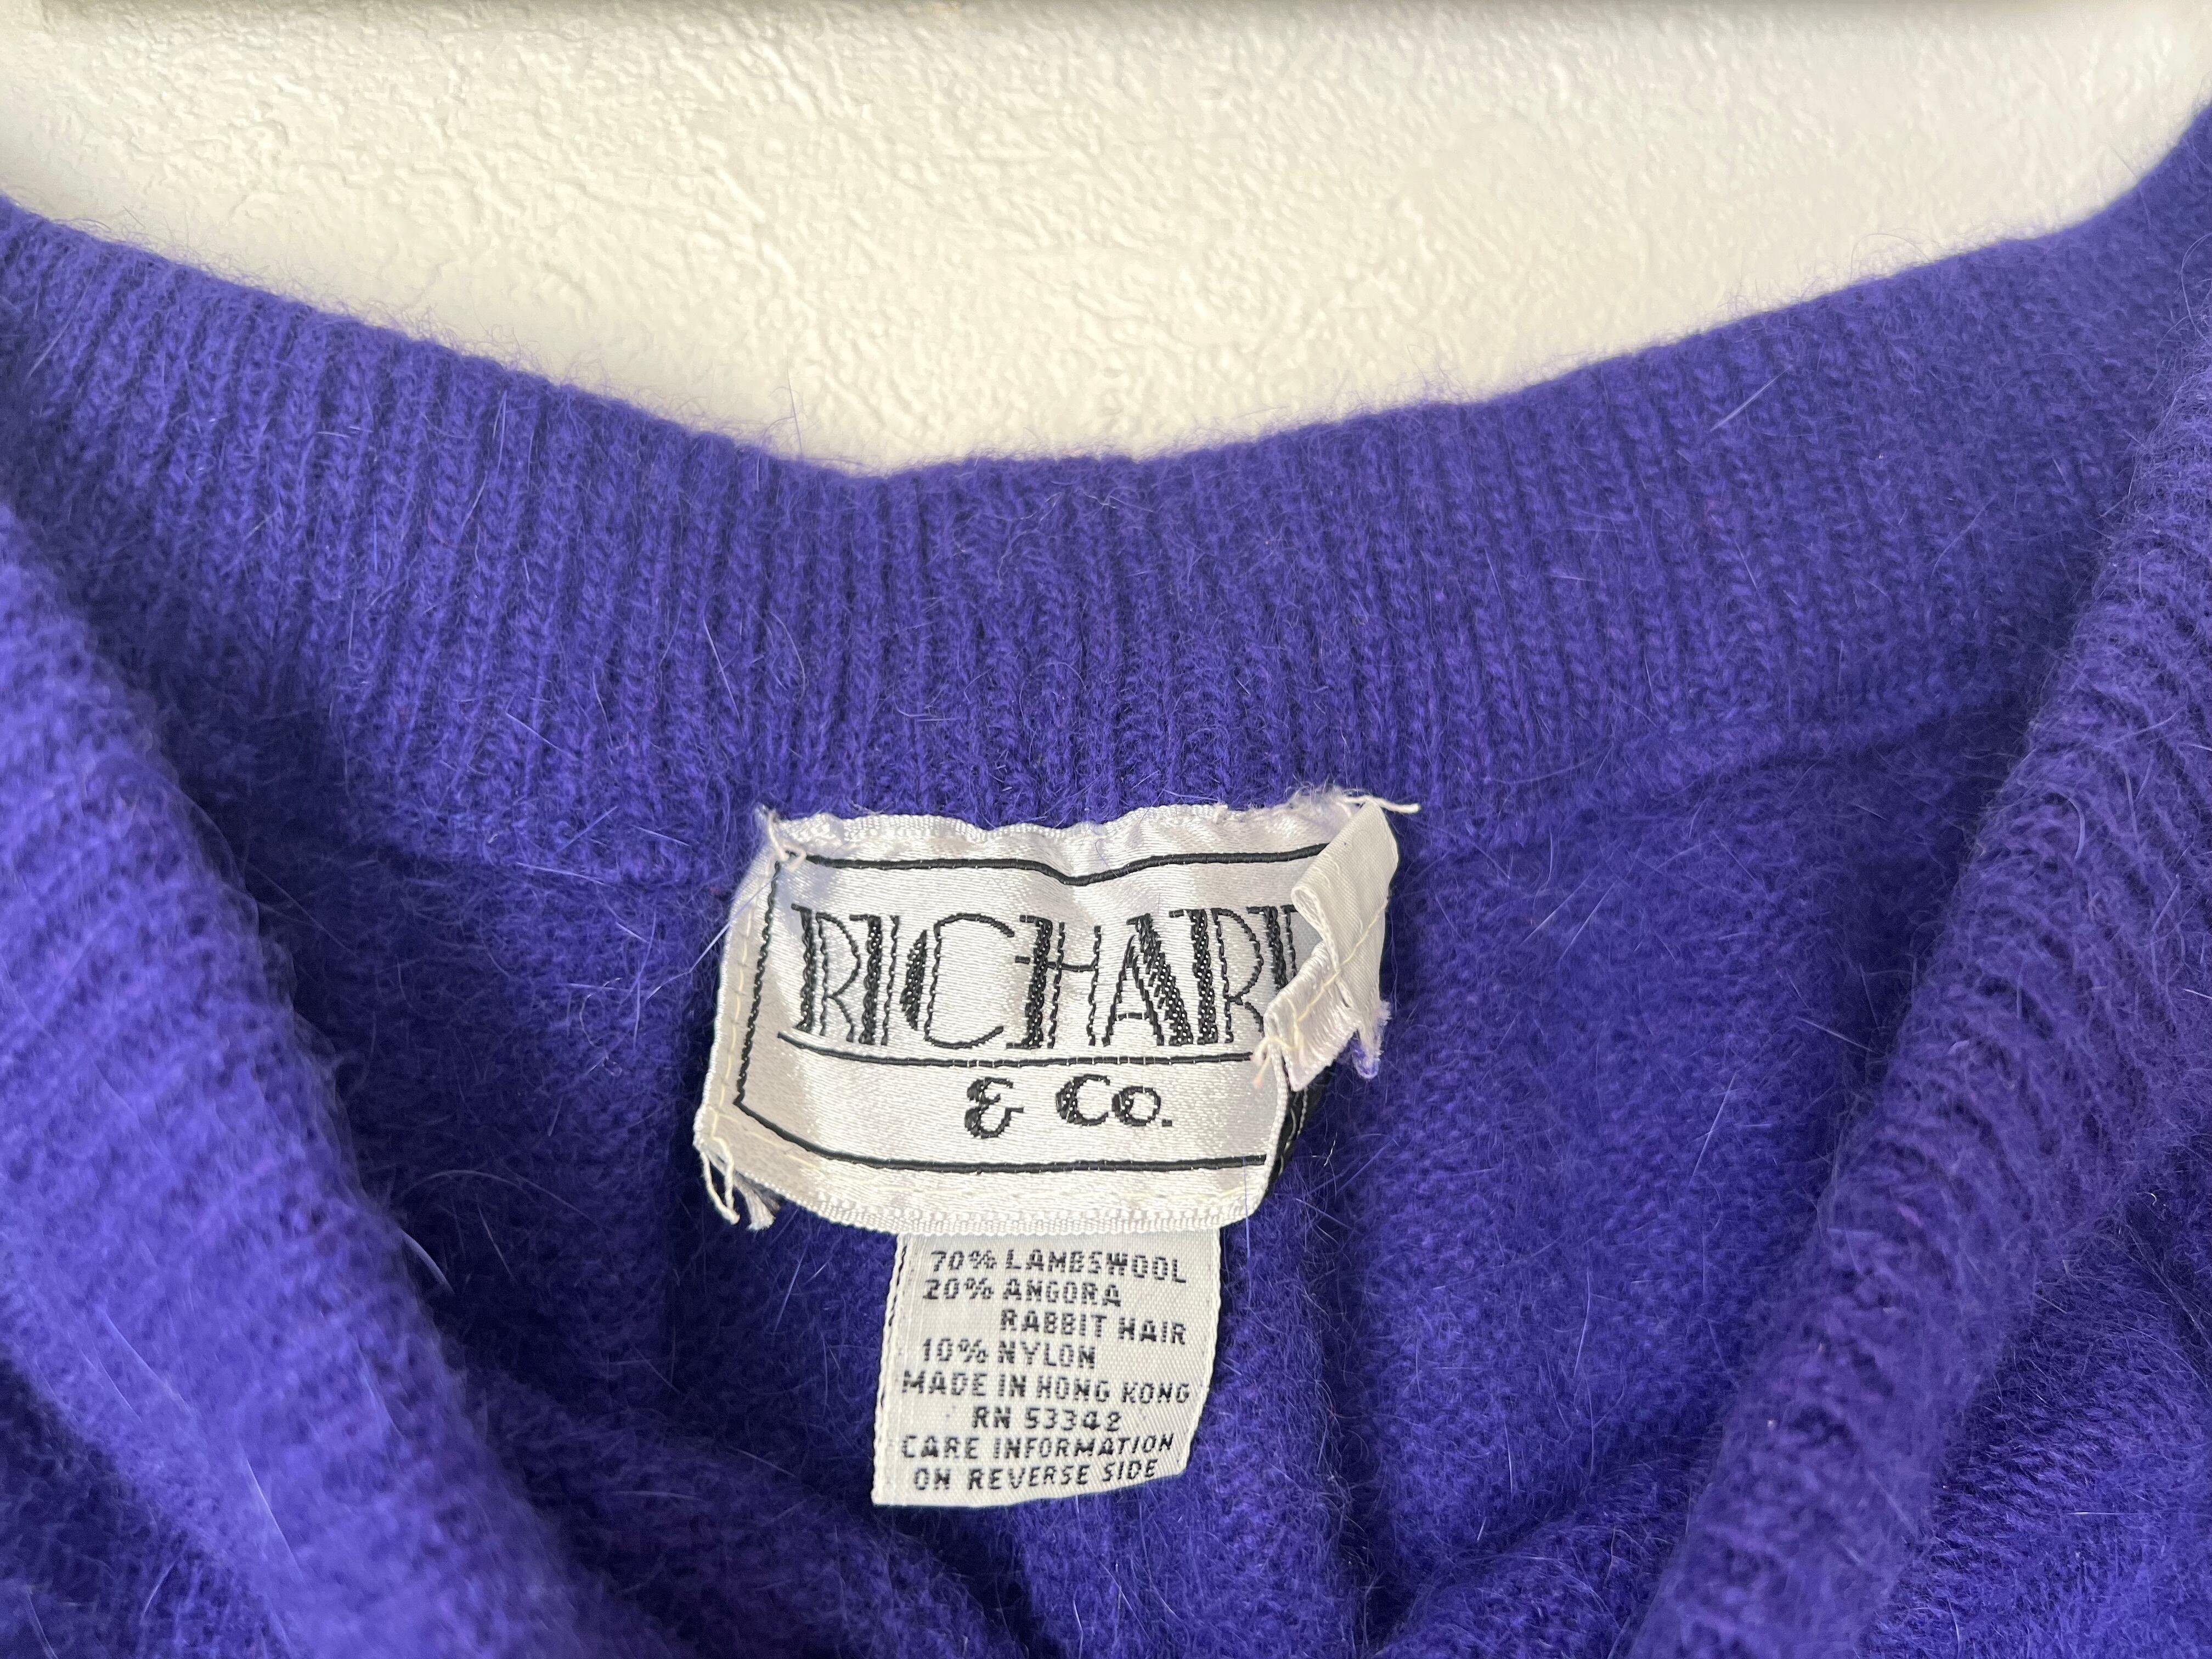 RICHARD
& Co.
70% LAMBSWOOL
20% ANGORA
RABBIT HAIR
10% NYLON
MADE IN HONG KONG
RN 53342
CARE INFORMATION
ON REVERSE SIDE